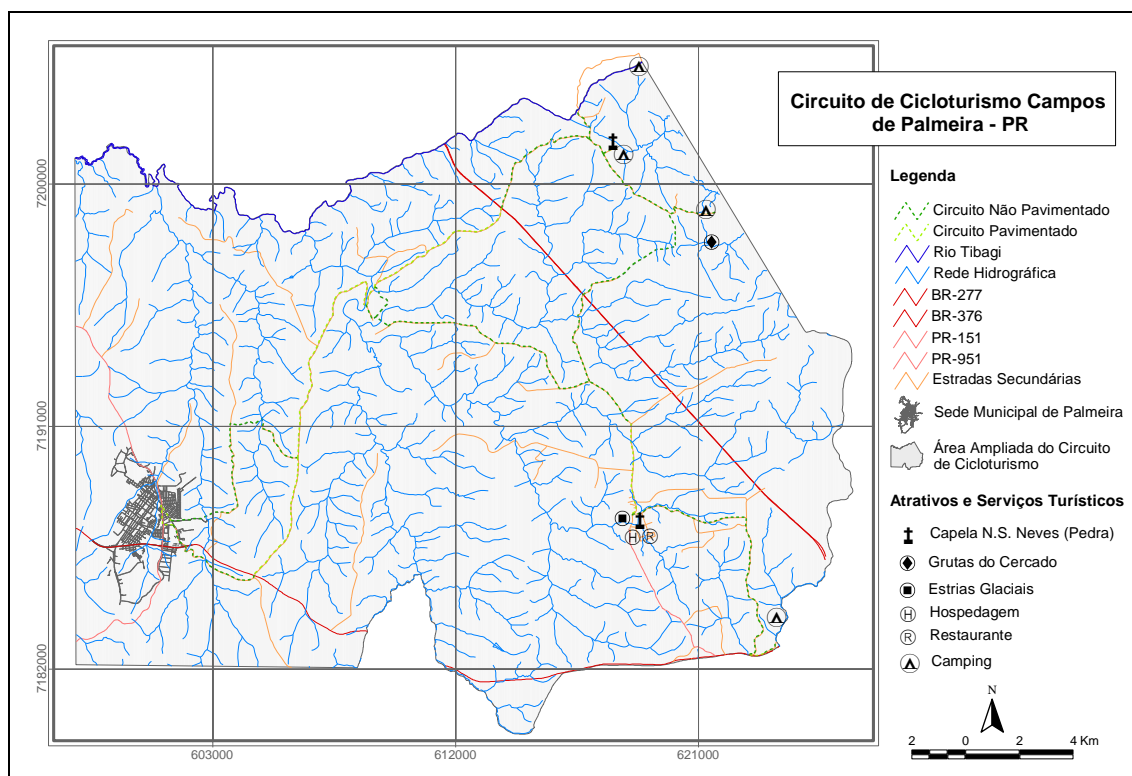 Circuito de Cicloturismo Campos
de Palmeira - PR
Legenda
Circuito Não Pavimentado
Circuito Pavimentado
Rio Tibagi
Rede Hidrográfica
BR-277
BR-376
PR-151
PR-951
Estradas Secundárias
Sede Municipal de Palmeira
Área Ampliada do Circuito
de Cicloturismo
Atrativos e Serviços Turísticos
Capela N.S. Neves (Pedra)
Grutas do Cercado
Estrias Glaciais
H Hospedagem
R Restaurante
Camping
N
2 0 2 4 Km
7200000
7191000
7182000
603000 612000 621000
H R